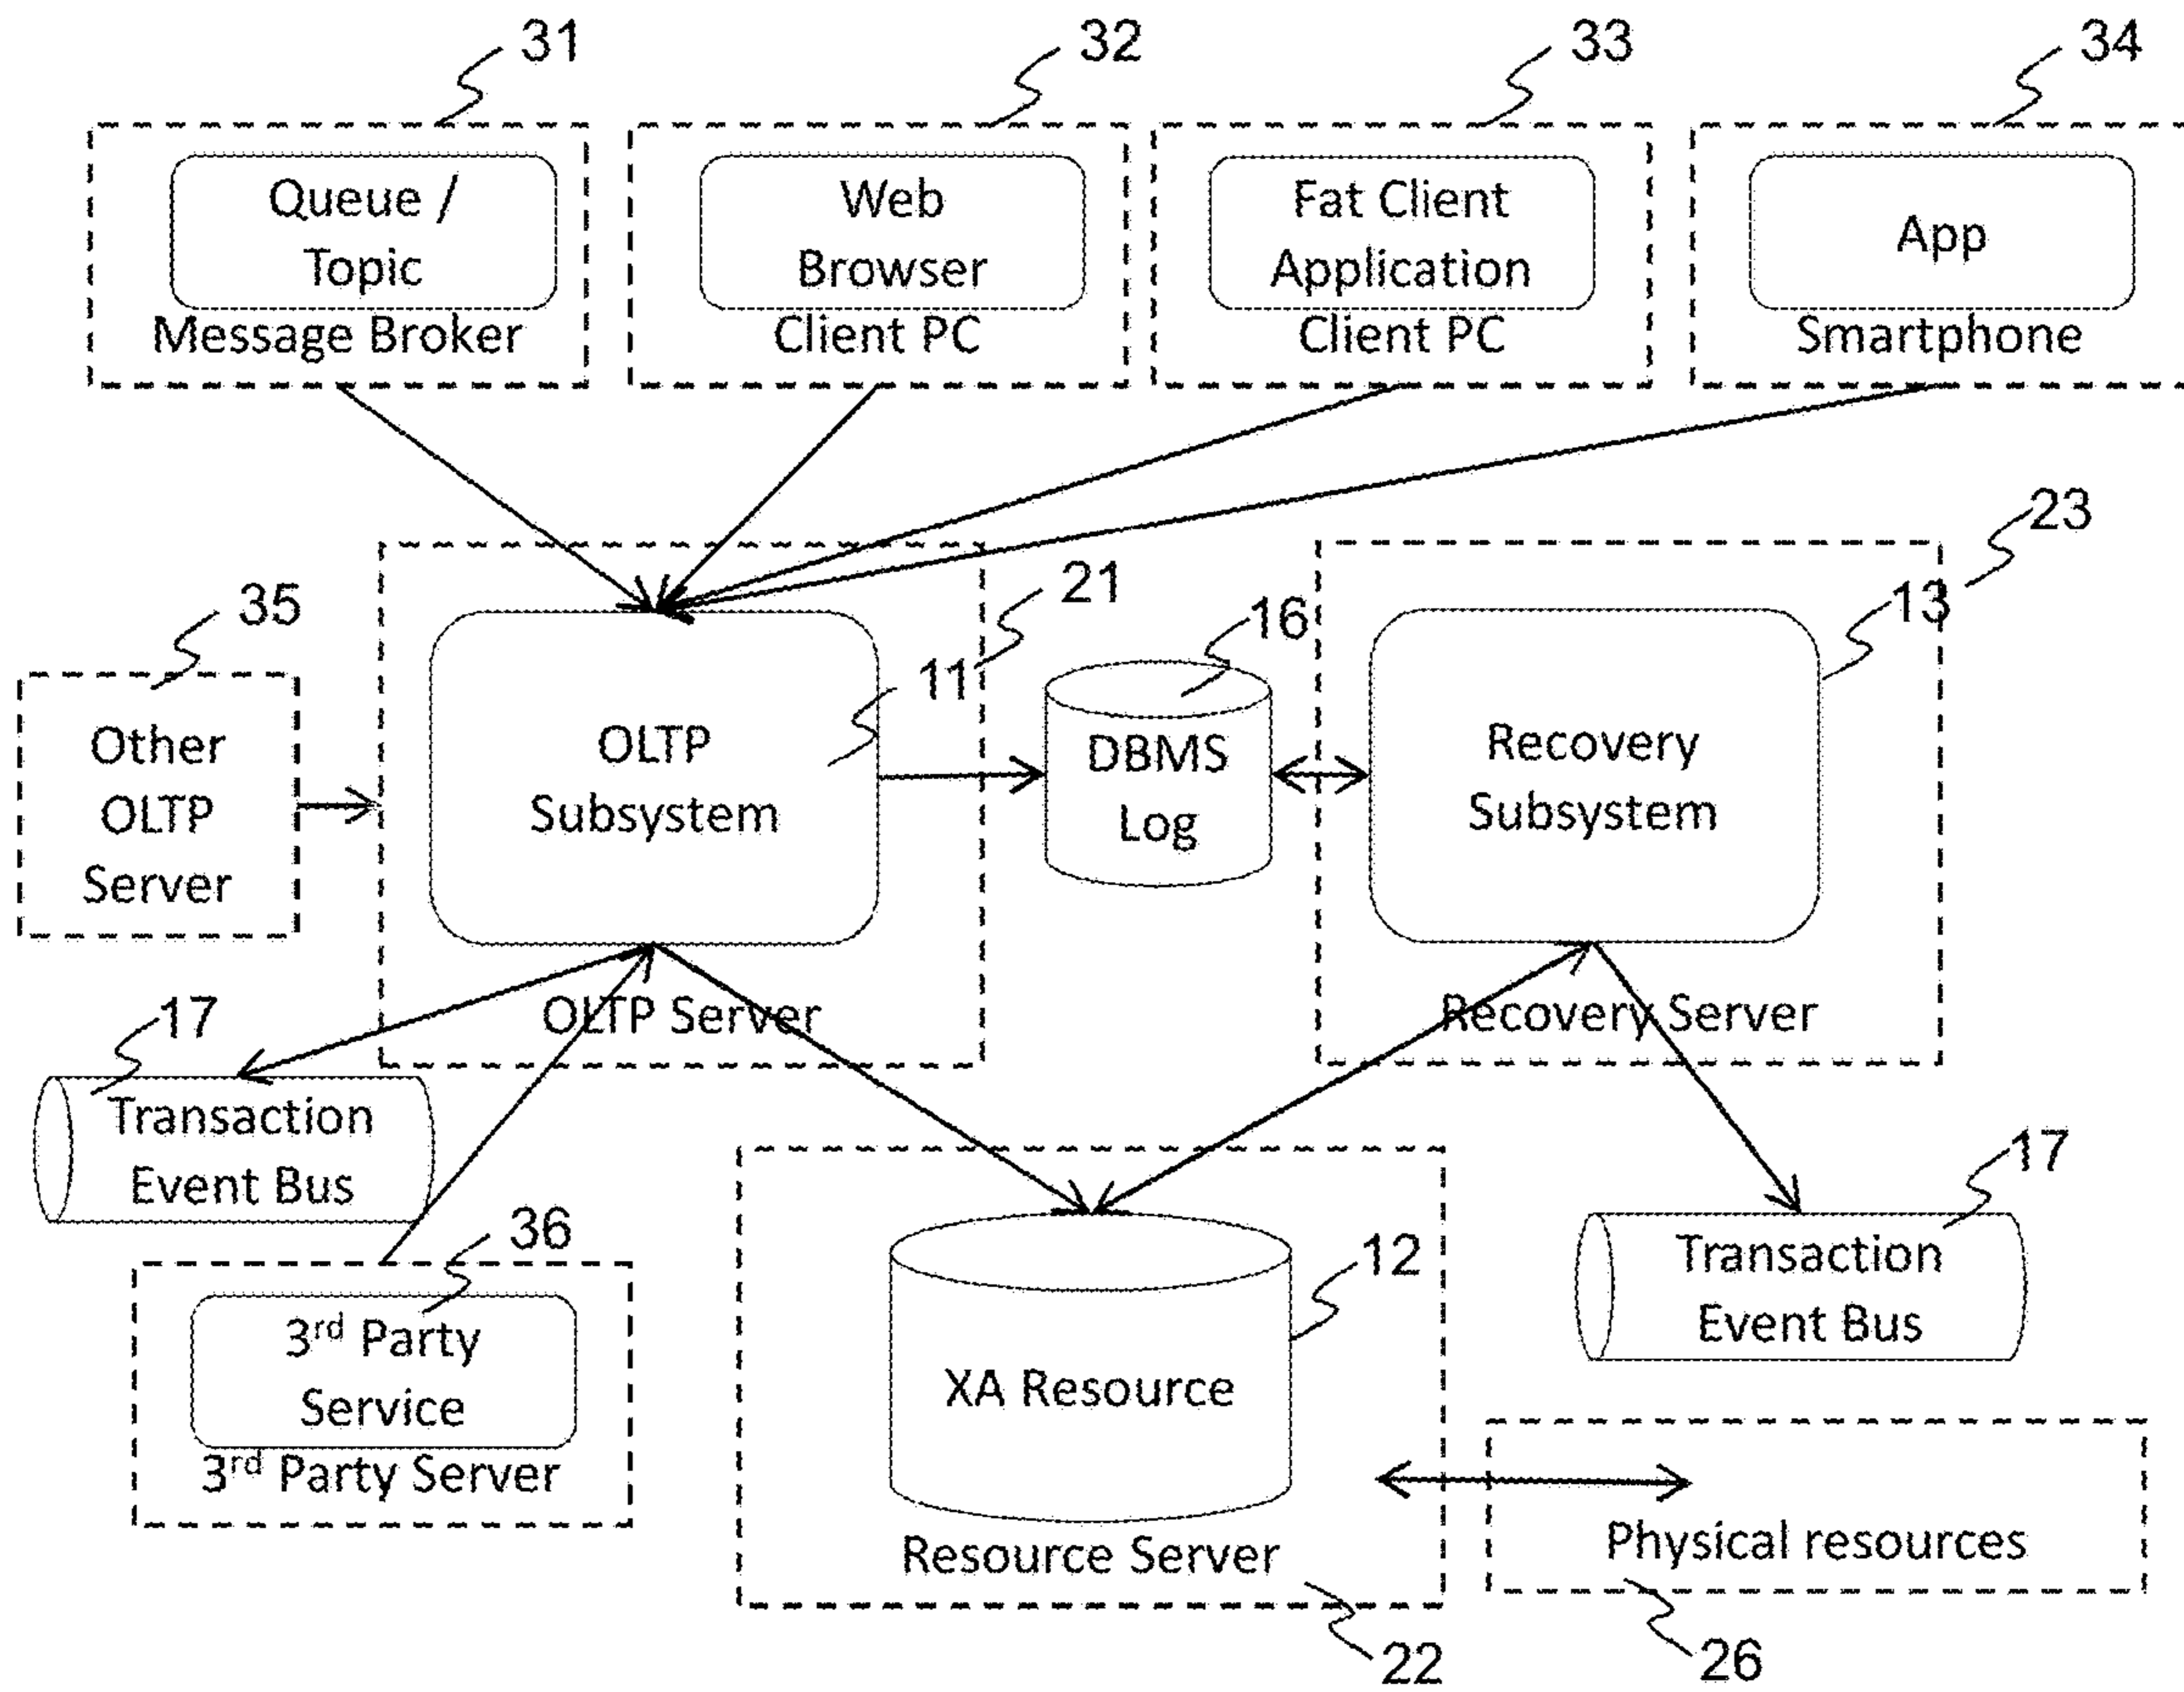 31
32
33
34
Queue /
Topic
Message Broker
Web
Browser
Client PC
Fat Client
Application
Client PC
App
Smartphone
23
35
21
16
13
11
Other
OLTP
Server
OLTP
Subsystem
OLTP Server
DBMS
Log
Recovery
Subsystem
Recovery Server
17
Transaction
Event Bus
36
3rd Party
Service
3rd Party Server
12
XA Resource
Resource Server
22
17
Transaction
Event Bus
Physical resources
26